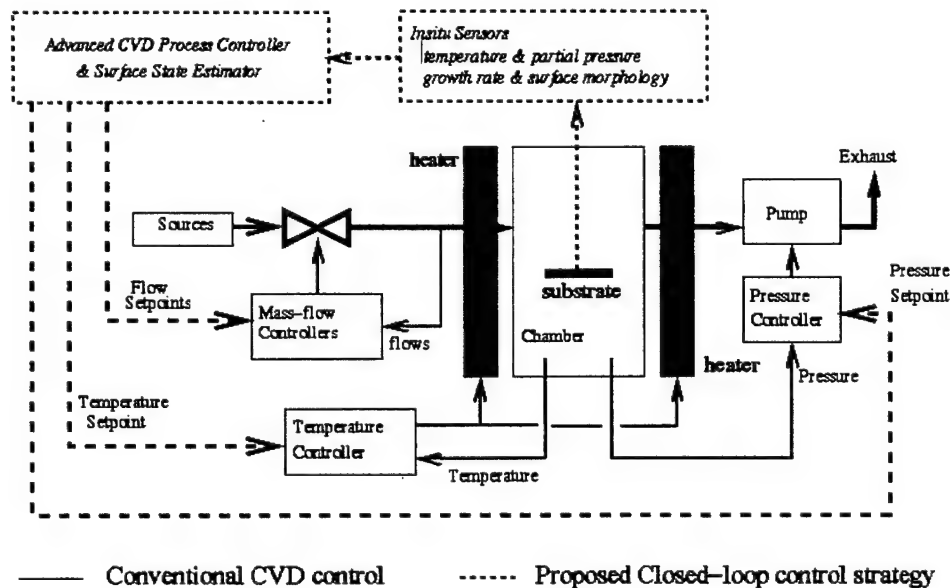 Advanced CVD Process Controller
& Surface State Estimator
Insitu Sensors
temperature & partial pressure
growth rate & surface morphology
heater
Exhaust
Sources
Pump
substrate
Flow
Setpoints
Mass-flow
Controllers
flows
Chamber
Pressure
Controller
Pressure
Setpoint
heater
Pressure
Temperature
Setpoint
Temperature
Controller
Temperature
Conventional CVD control
Proposed Closed-loop control strategy